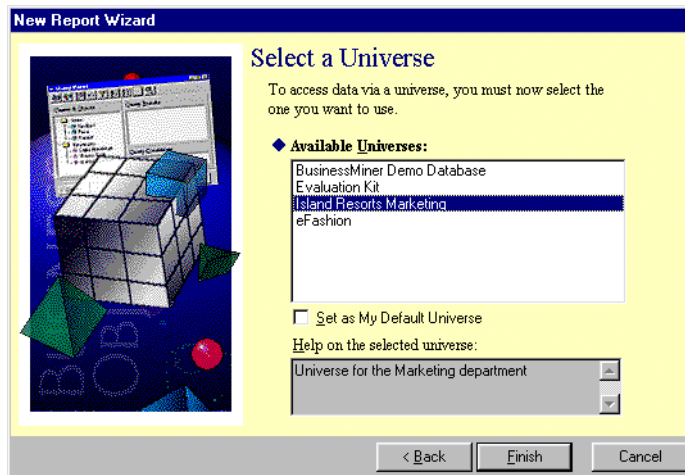 New Report Wizard
Select a Universe
To access data via a universe, you must now select the
one you want to use.
Available Universes:
BusinessMiner Demo Database
Evaluation Kit
Island Resorts Marketing
eFashion
Set as My Default Universe
Help on the selected universe:
Universe for the Marketing department
< Back
Finish
Cancel